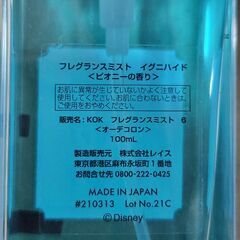 フレグランスミスト イグニハイド
<ピオニーの香り>
お肌に異常が生じていないかよく注意して
使用してください。お肌に合わないときは
ご使用をおやめください。
販売名:KOK フレグランスミスト 6
<オーデコロン>
100mL
製造販売元 株式会社レイス
東京都港区麻布永坂町1番地
お問合せ先 0800-222-0425
MADE IN JAPAN
#210313 Lot No.21C
©Disney